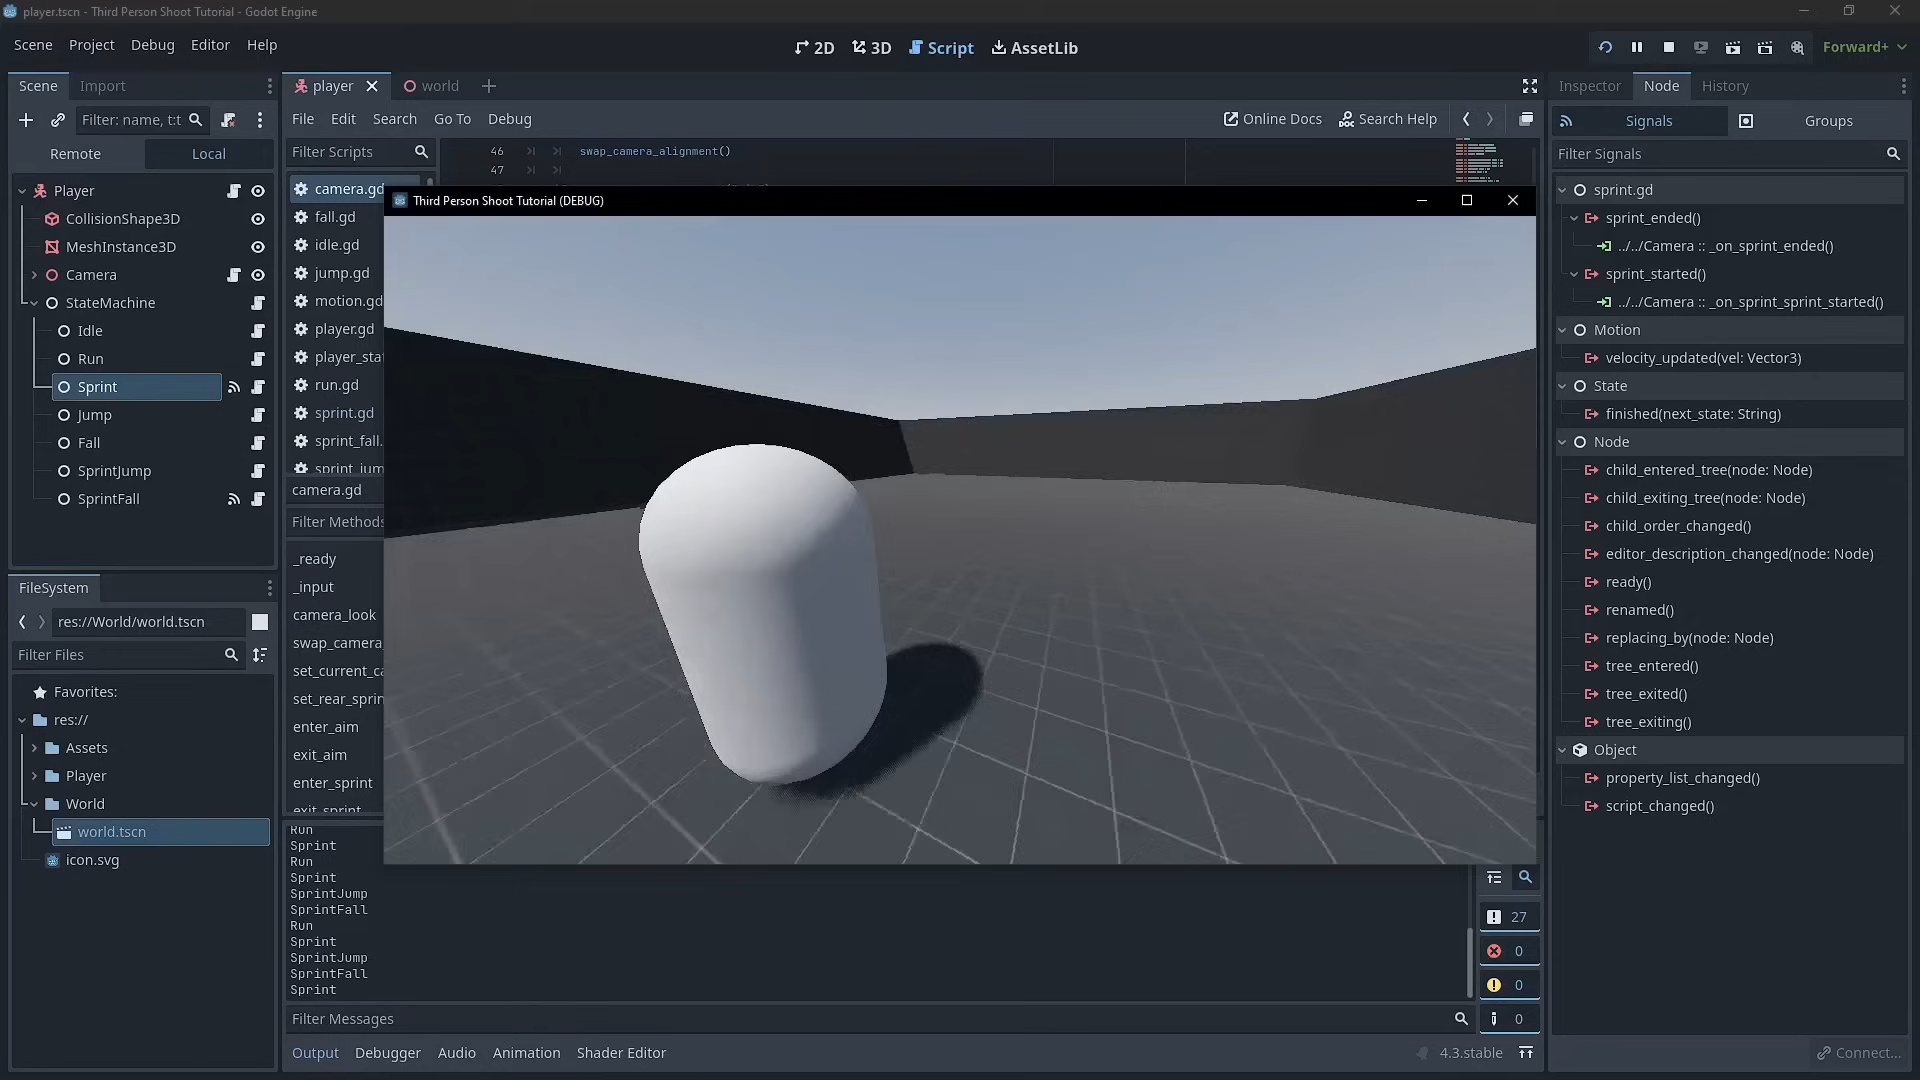 player.tscn - Third Person Shoot Tutorial - Godot Engine
Scene Project Debug Editor Help
2D 3D Script AssetLib
Forward+
Scene Import
Filter: name, t:t
Remote Local
Player
CollisionShape3D
MeshInstance3D
Camera
StateMachine
Idle
Run
Sprint
Jump
Fall
SprintJump
SprintFall
FileSystem
res://World/world.tscn
Filter Files
Favorites:
res://
Assets
Player
World
world.tscn
icon.svg
player world
File Edit Search Go To Debug
Online Docs Search Help
Filter Scripts
camera.gd
fall.gd
idle.gd
jump.gd
motion.gd
player.gd
player_sta
run.gd
sprint.gd
sprint_fall.
sprint_jum
camera.gd
Filter Methods
_ready
_input
camera_look
swap_camera
set_current_ca
set_rear_sprin
enter_aim
exit_aim
enter_sprint
exit_sprint
46 swap_camera_alignment()
47
Third Person Shoot Tutorial (DEBUG)
Run
Sprint
Run
Sprint
SprintJump
SprintFall
Run
Sprint
SprintJump
SprintFall
Sprint
27
0
0
0
Filter Messages
Output Debugger Audio Animation Shader Editor
4.3.stable
Inspector Node History
Signals Groups
Filter Signals
sprint.gd
sprint_ended()
../../Camera :: _on_sprint_ended()
sprint_started()
../../Camera :: _on_sprint_sprint_started()
Motion
velocity_updated(vel: Vector3)
State
finished(next_state: String)
Node
child_entered_tree(node: Node)
child_exiting_tree(node: Node)
child_order_changed()
editor_description_changed(node: Node)
ready()
renamed()
replacing_by(node: Node)
tree_entered()
tree_exited()
tree_exiting()
Object
property_list_changed()
script_changed()
Connect...